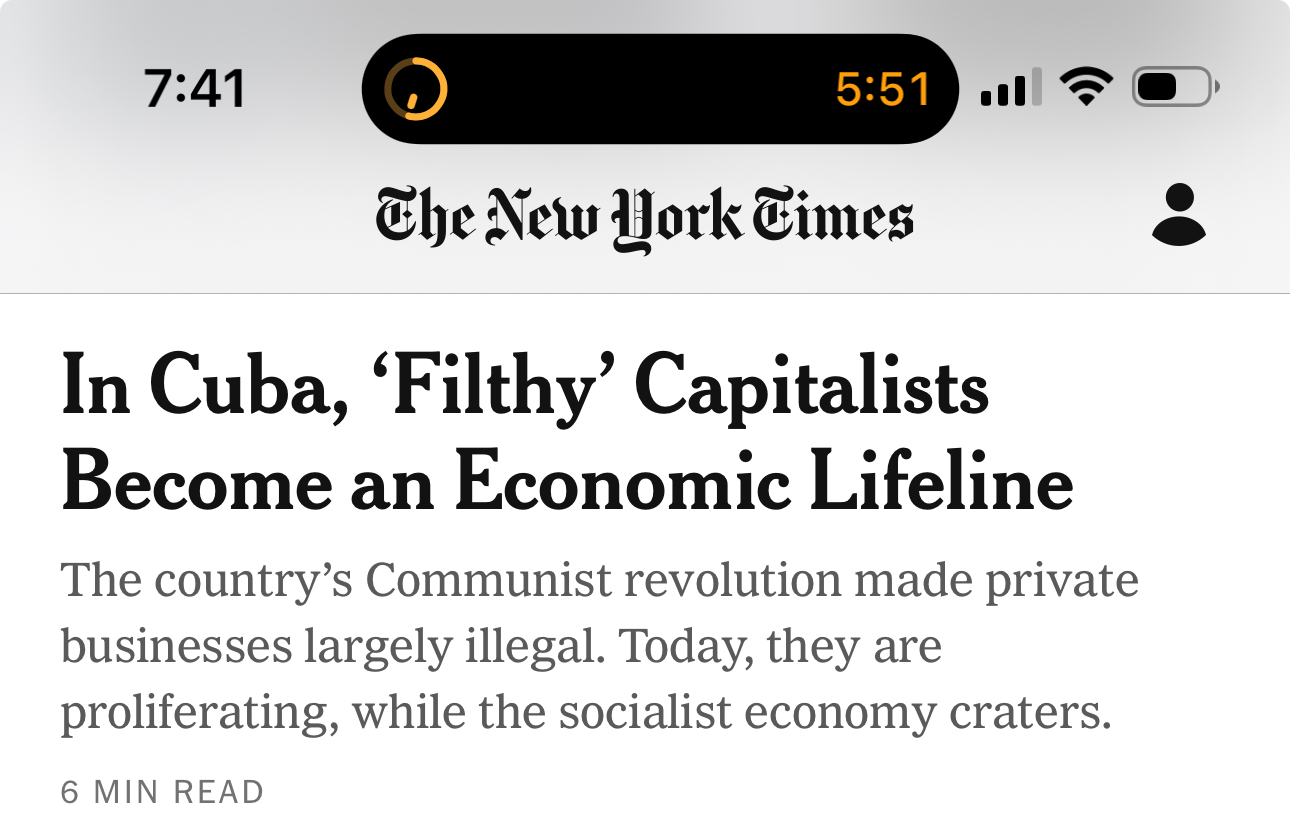 7:41 5:51
The New York Times
In Cuba, ‘Filthy’ Capitalists
Become an Economic Lifeline
The country’s Communist revolution made private
businesses largely illegal. Today, they are
proliferating, while the socialist economy craters.
6 MIN READ